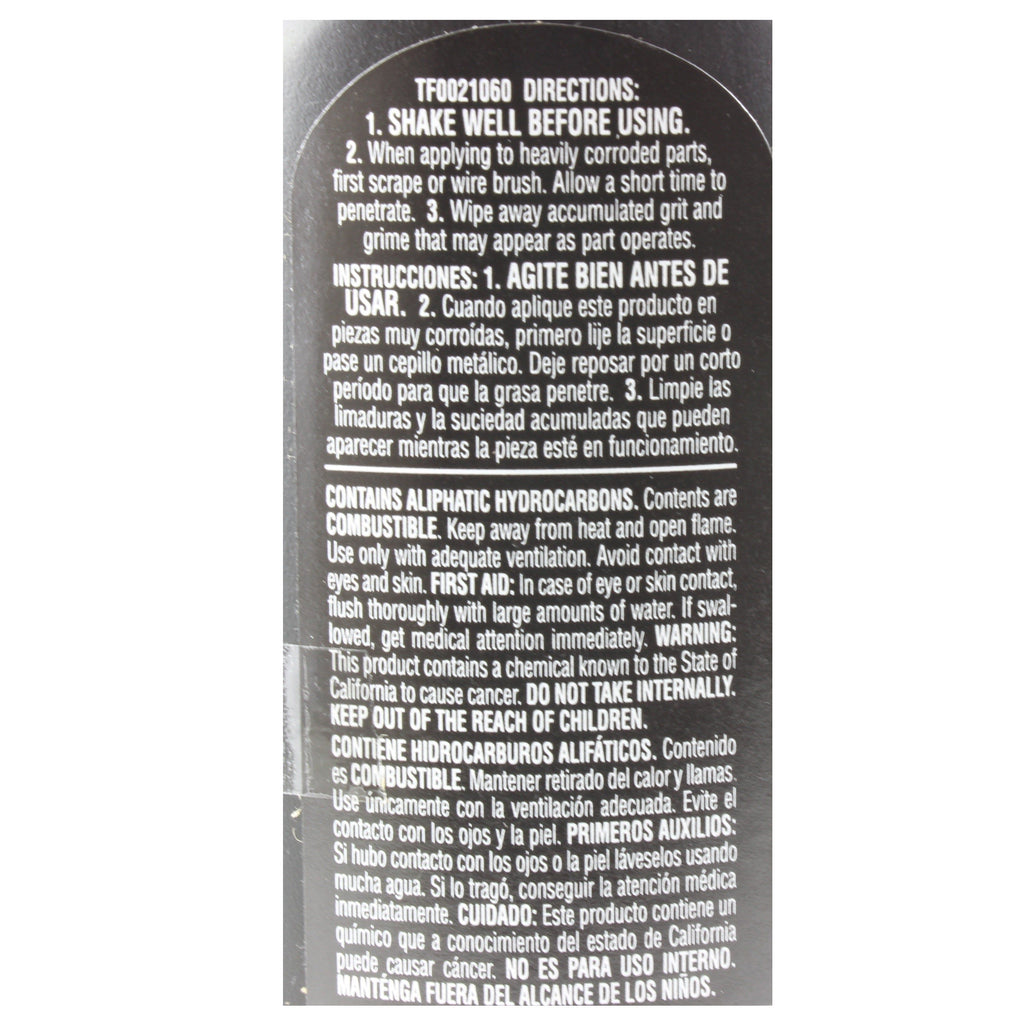 TF0021060 DIRECTIONS:
1. SHAKE WELL BEFORE USING.
2. When applying to heavily corroded parts,
first scrape or wire brush. Allow a short time to
penetrate. 3. Wipe away accumulated grit and
grime that may appear as part operates.
INSTRUCCIONES: 1. AGITE BIEN ANTES DE
USAR. 2. Cuando aplique este producto en
piezas muy corroídas, primero lije la superficie o
pase un cepillo metálico. Deje reposar por un corto
período para que la grasa penetre. 3. Limpie las
limaduras y la suciedad acumuladas que pueden
aparecer mientras la pieza esté en funcionamiento.
CONTAINS ALIPHATIC HYDROCARBONS. Contents are
COMBUSTIBLE. Keep away from heat and open flame.
Use only with adequate ventilation. Avoid contact with
eyes and skin. FIRST AID: In case of eye or skin contact,
flush thoroughly with large amounts of water. If swal-
lowed, get medical attention immediately. WARNING:
This product contains a chemical known to the State of
California to cause cancer. DO NOT TAKE INTERNALLY.
KEEP OUT OF THE REACH OF CHILDREN.
CONTIENE HIDROCARBUROS ALIFÁTICOS. Contenido
es COMBUSTIBLE. Mantener retirado del calor y llamas.
Use únicamente con la ventilación adecuada. Evite el
contacto con los ojos y la piel. PRIMEROS AUXILIOS:
Si hubo contacto con los ojos o la piel láveselos usando
mucha agua. Si lo tragó, conseguir la atención médica
inmediatamente. CUIDADO: Este producto contiene un
químico que a conocimiento del estado de California
puede causar cáncer. NO ES PARA USO INTERNO.
MANTÉNGA FUERA DEL ALCANCE DE LOS NIÑOS.